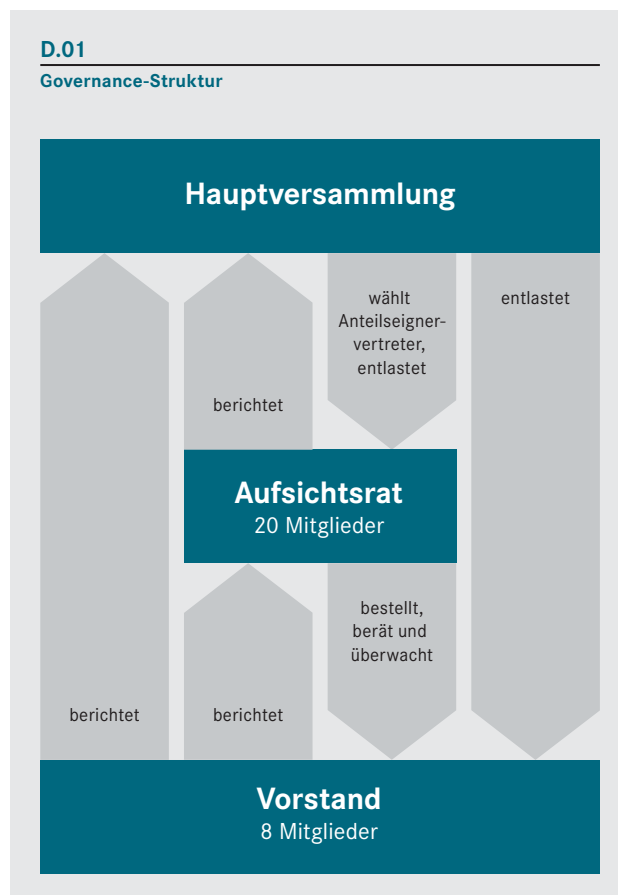 D.01
Governance-Struktur
Hauptversammlung
wählt
Anteilseigner-
vertreter,
entlastet
entlastet
berichtet
Aufsichtsrat
20 Mitglieder
bestellt,
berät und
überwacht
berichtet
berichtet
Vorstand
8 Mitglieder